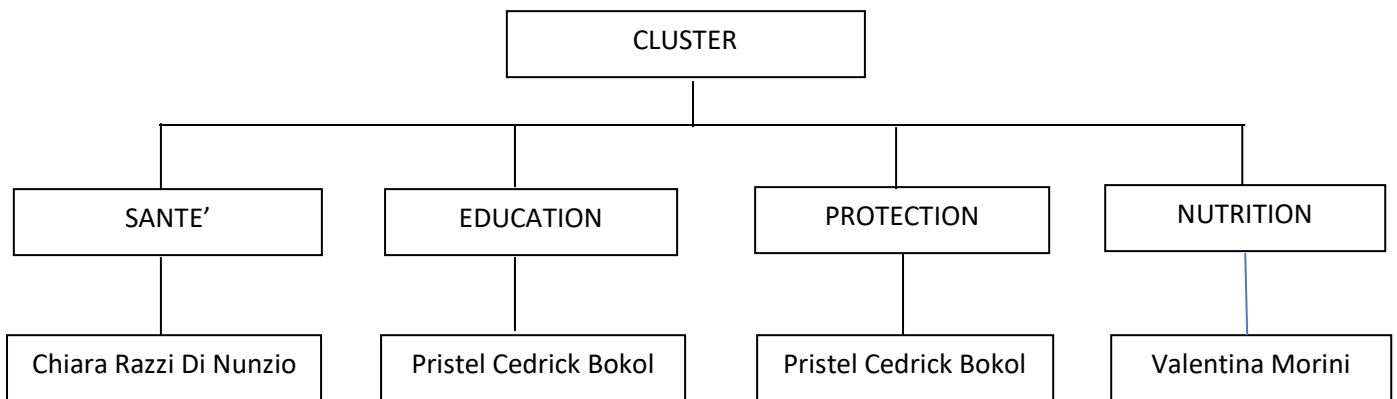 CLUSTER
SANTE’
EDUCATION
PROTECTION
NUTRITION
Chiara Razzi Di Nunzio
Pristel Cedrick Bokol
Pristel Cedrick Bokol
Valentina Morini